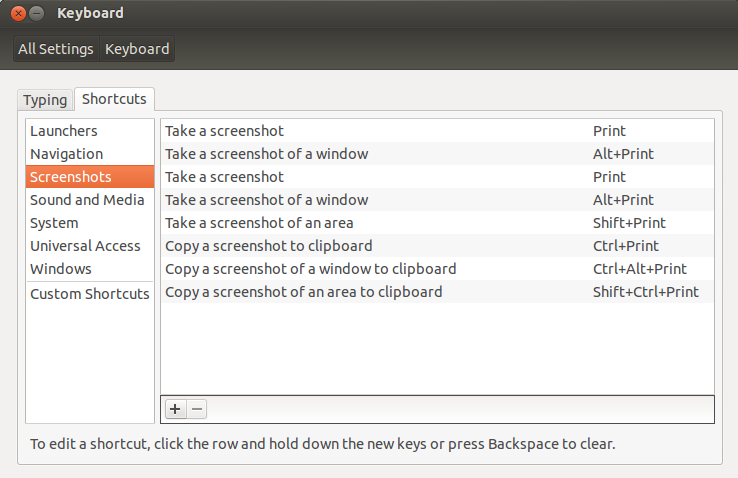 Keyboard
All Settings Keyboard
Typing Shortcuts
Launchers
Navigation
Screenshots
Sound and Media
System
Universal Access
Windows
Custom Shortcuts
Take a screenshot Print
Take a screenshot of a window Alt+Print
Take a screenshot Print
Take a screenshot of a window Alt+Print
Take a screenshot of an area Shift+Print
Copy a screenshot to clipboard Ctrl+Print
Copy a screenshot of a window to clipboard Ctrl+Alt+Print
Copy a screenshot of an area to clipboard Shift+Ctrl+Print
To edit a shortcut, click the row and hold down the new keys or press Backspace to clear.